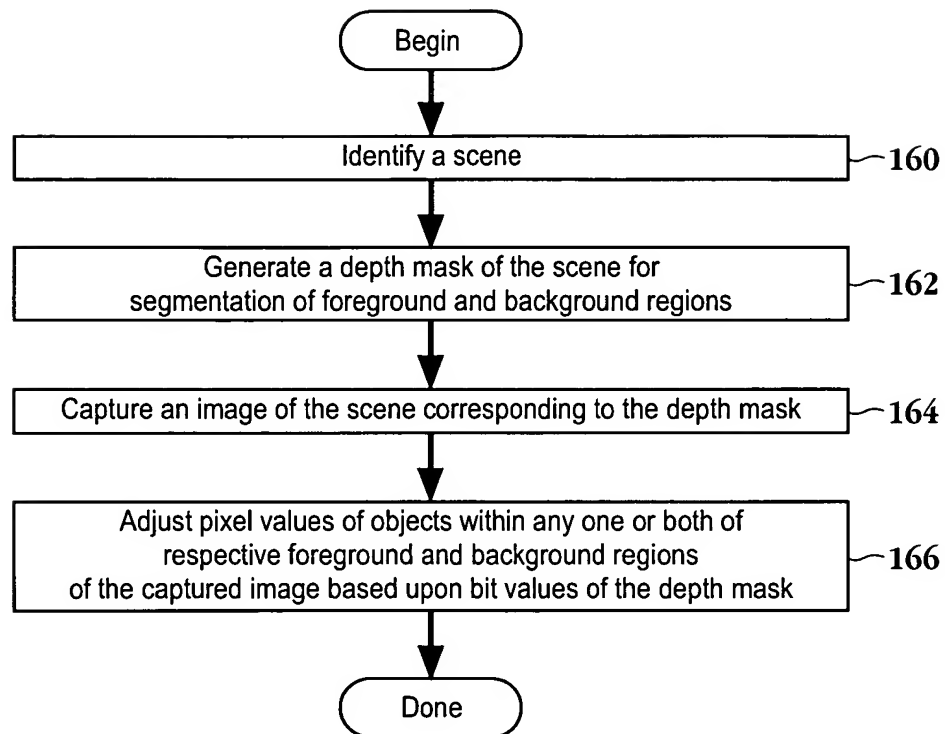 Begin
Identify a scene
160
Generate a depth mask of the scene for
segmentation of foreground and background regions
162
Capture an image of the scene corresponding to the depth mask
164
Adjust pixel values of objects within any one or both of
respective foreground and background regions
of the captured image based upon bit values of the depth mask
166
Done